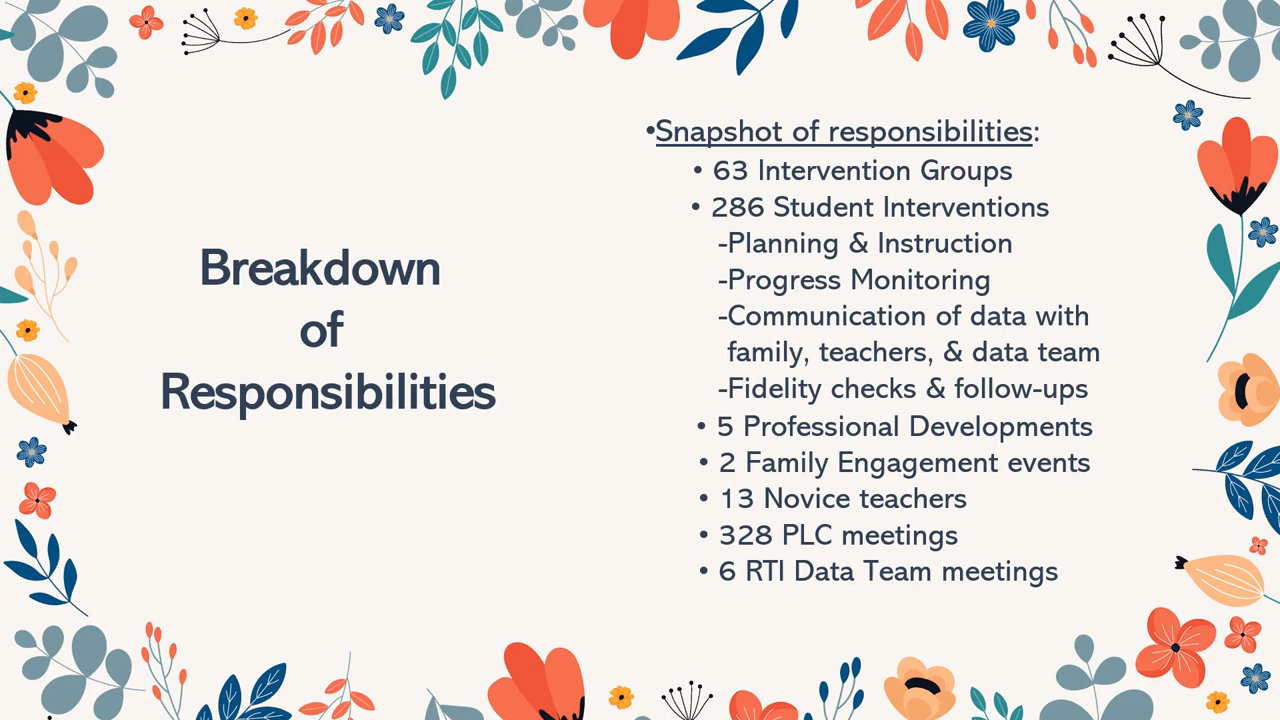 Breakdown
of
Responsibilities
•Snapshot of responsibilities:
• 63 Intervention Groups
• 286 Student Interventions
-Planning & Instruction
-Progress Monitoring
-Communication of data with
family, teachers, & data team
-Fidelity checks & follow-ups
• 5 Professional Developments
• 2 Family Engagement events
• 13 Novice teachers
• 328 PLC meetings
• 6 RTI Data Team meetings